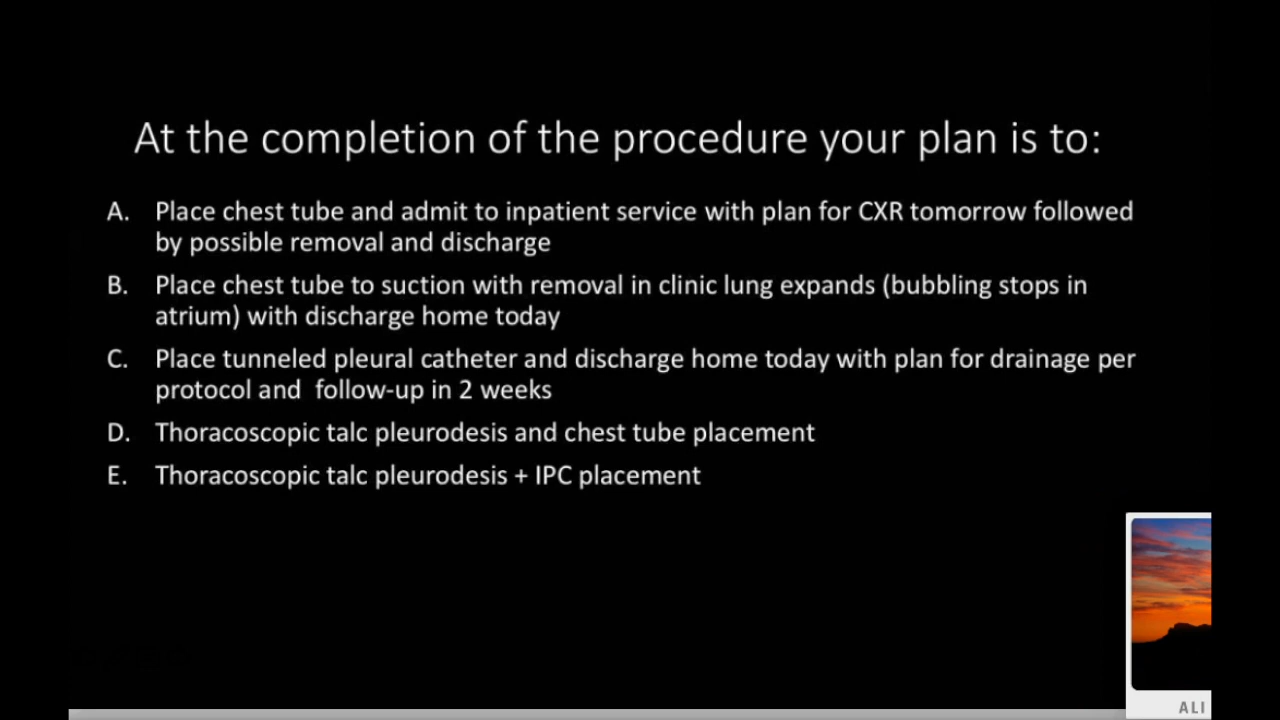 At the completion of the procedure your plan is to:
A. Place chest tube and admit to inpatient service with plan for CXR tomorrow followed
by possible removal and discharge
B. Place chest tube to suction with removal in clinic lung expands (bubbling stops in
atrium) with discharge home today
C. Place tunneled pleural catheter and discharge home today with plan for drainage per
protocol and follow-up in 2 weeks
D. Thoracoscopic talc pleurodesis and chest tube placement
E. Thoracoscopic talc pleurodesis + IPC placement
ALI